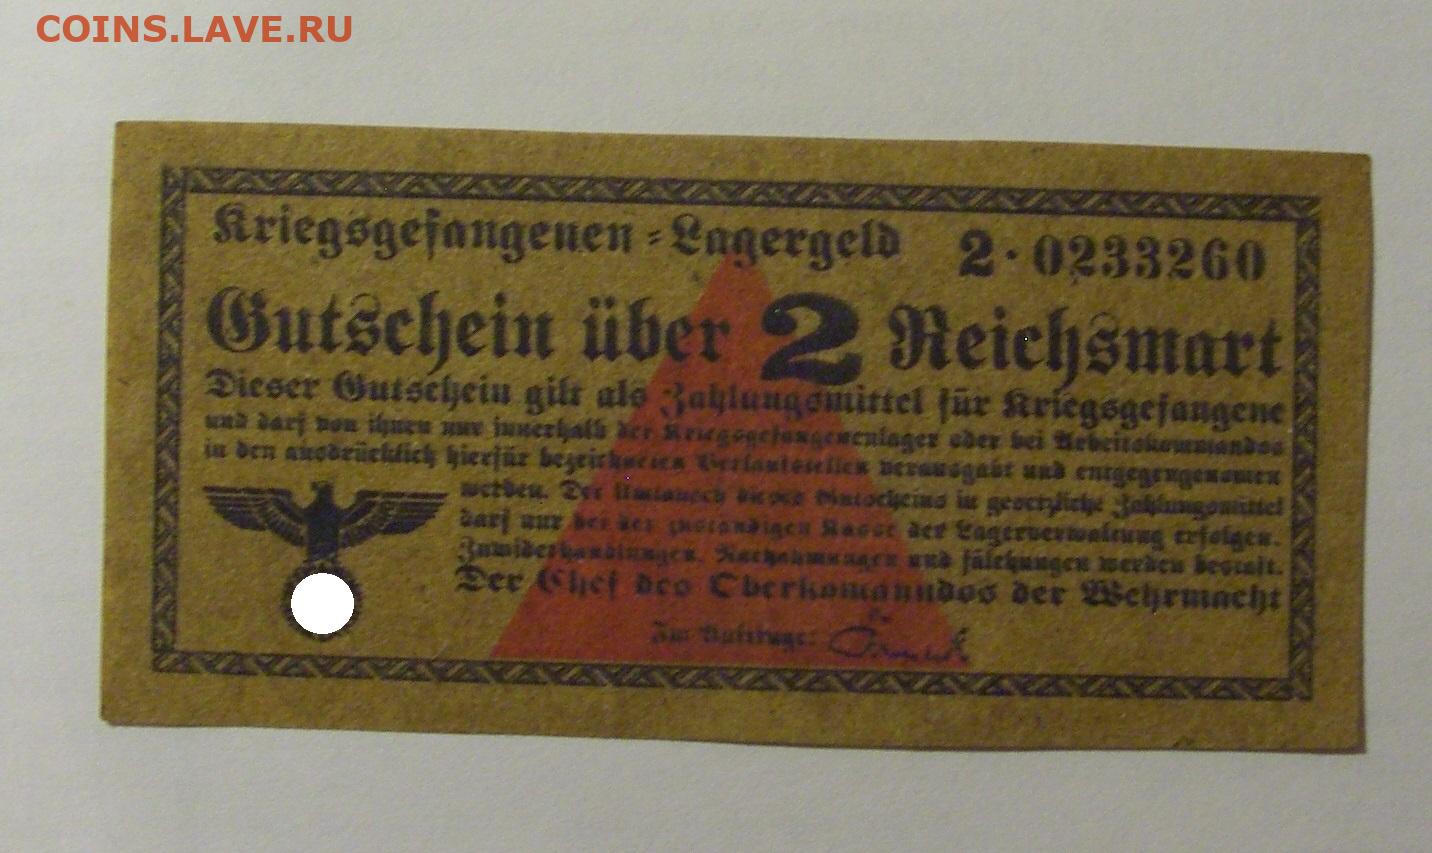 COINS.LAVE.RU
Kriegsgefangenen = Lagergeld 2 · 0233260
Gutschein über 2 Reichsmark
Dieser Gutschein gilt als Zahlungsmittel für Kriegsgefangene
und darf von ihnen nur innerhalb der Kriegsgefangenenlager oder bei Arbeitskommandos
in den ausdrücklich hierfür bezeichneten Verkaufsstellen verausgabt und entgegengenomen
werden. Der Umtausch dieses Gutscheins in gesetzliche Zahlungsmittel
darf nur bei der zuständigen Kasse der Lagerverwaltung erfolgen.
Zuwiderhandlungen, Nachahmungen und Fälschungen werden bestaft.
Der Chef des Oberkomanndos der Wehrmacht
Im Auftrage: